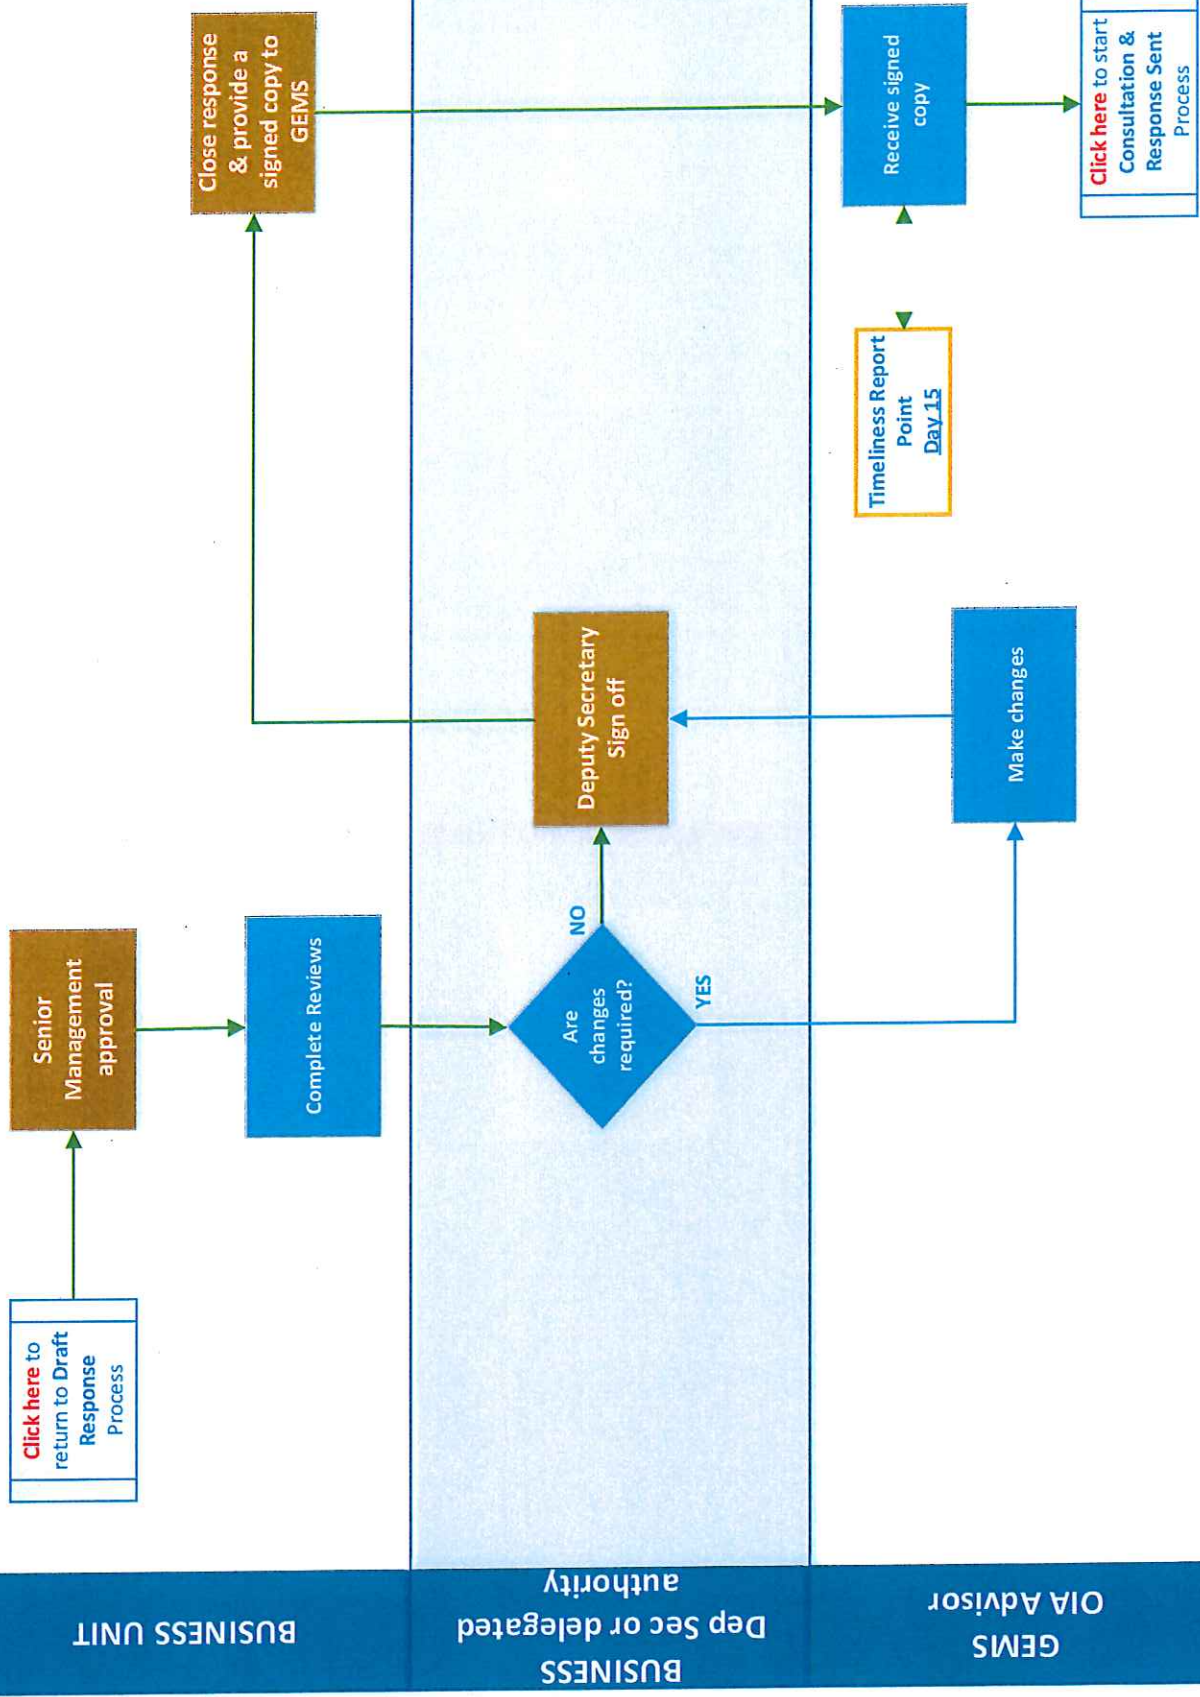 BUSINESS UNIT
Click here to
return to Draft
Response
Process
Senior
Management
approval
Complete Reviews
Close response
& provide a
signed copy to
GEMS
BUSINESS
Dep Sec or delegated
authority
Are
changes
required?
NO
YES
Deputy Secretary
Sign off
GEMS
OIA Advisor
Make changes
Timeliness Report
Point
Day 15
Receive signed
copy
Click here to start
Consultation &
Response Sent
Process